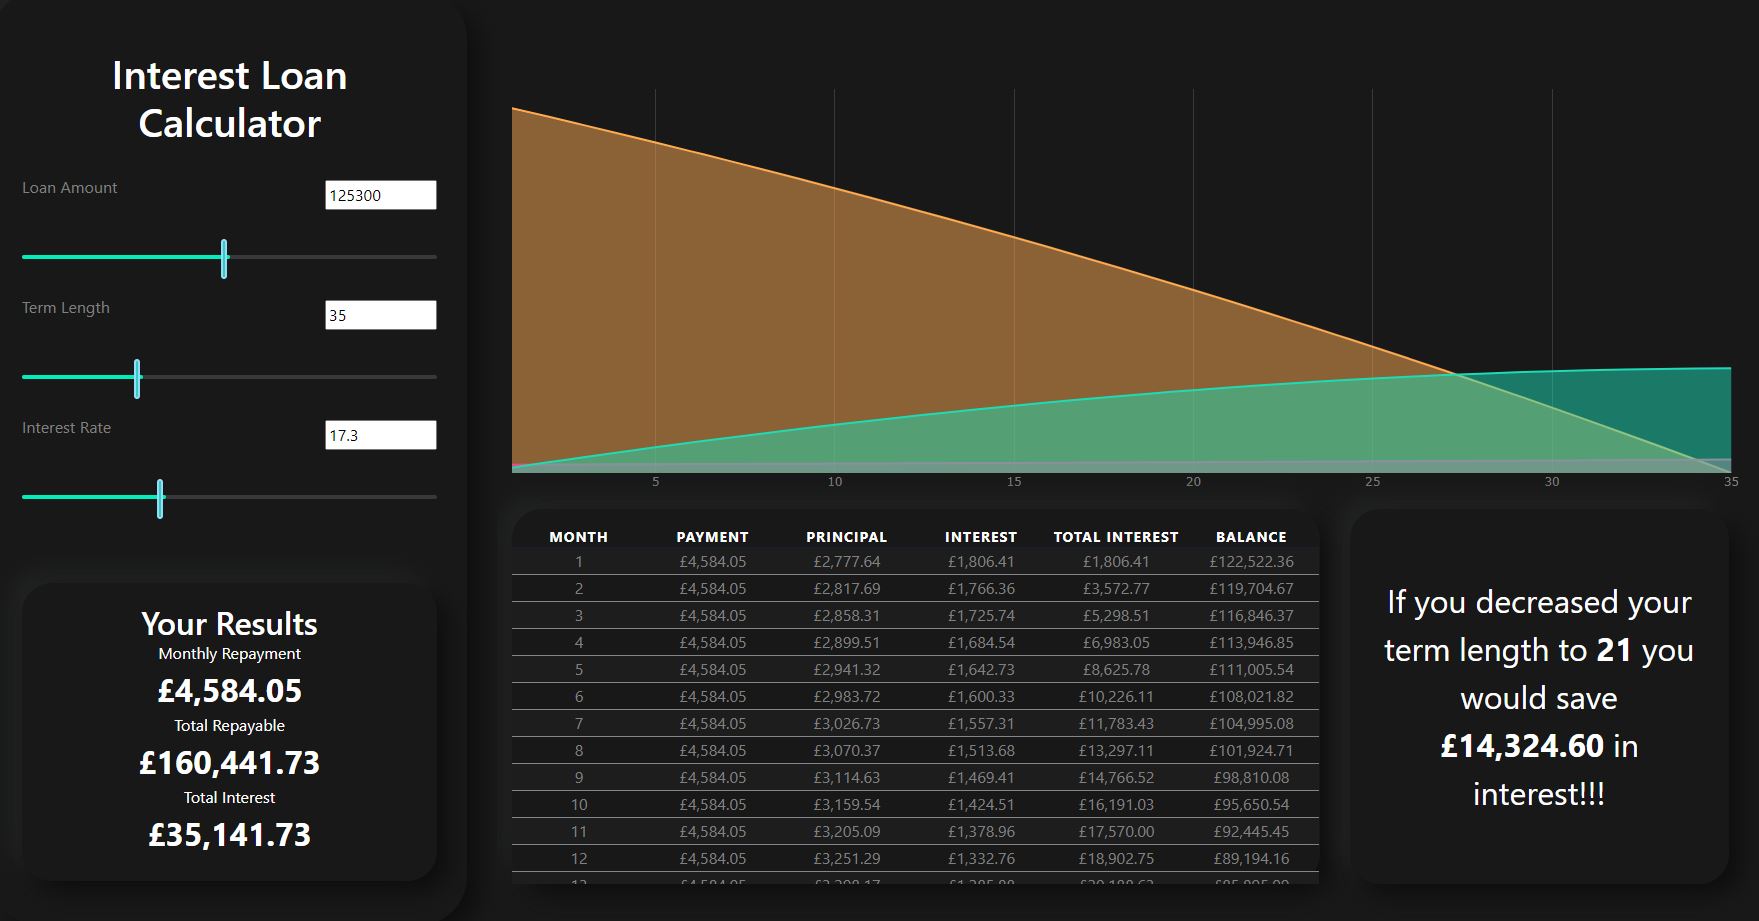 Interest Loan
Calculator
Loan Amount
125300
Term Length
35
Interest Rate
17.3
Your Results
Monthly Repayment
£4,584.05
Total Repayable
£160,441.73
Total Interest
£35,141.73
5 10 15 20 25 30 35
MONTH PAYMENT PRINCIPAL INTEREST TOTAL INTEREST BALANCE
1 £4,584.05 £2,777.64 £1,806.41 £1,806.41 £122,522.36
2 £4,584.05 £2,817.69 £1,766.36 £3,572.77 £119,704.67
3 £4,584.05 £2,858.31 £1,725.74 £5,298.51 £116,846.37
4 £4,584.05 £2,899.51 £1,684.54 £6,983.05 £113,946.85
5 £4,584.05 £2,941.32 £1,642.73 £8,625.78 £111,005.54
6 £4,584.05 £2,983.72 £1,600.33 £10,226.11 £108,021.82
7 £4,584.05 £3,026.73 £1,557.31 £11,783.43 £104,995.08
8 £4,584.05 £3,070.37 £1,513.68 £13,297.11 £101,924.71
9 £4,584.05 £3,114.63 £1,469.41 £14,766.52 £98,810.08
10 £4,584.05 £3,159.54 £1,424.51 £16,191.03 £95,650.54
11 £4,584.05 £3,205.09 £1,378.96 £17,570.00 £92,445.45
12 £4,584.05 £3,251.29 £1,332.76 £18,902.75 £89,194.16
If you decreased your
term length to 21 you
would save
£14,324.60 in
interest!!!